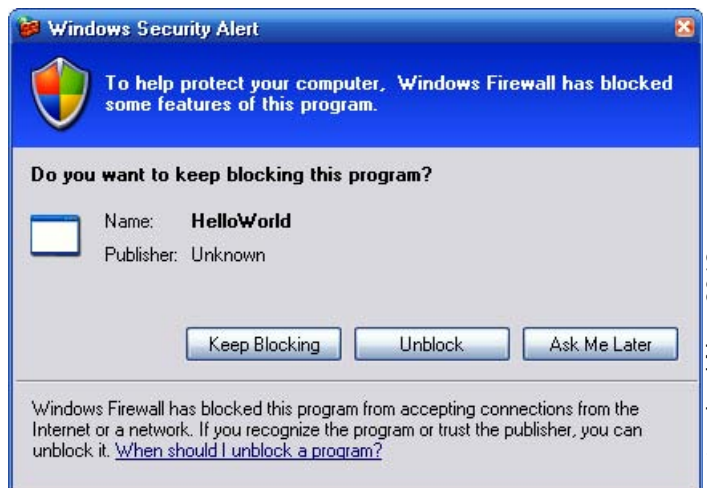 Windows Security Alert
To help protect your computer, Windows Firewall has blocked
some features of this program.
Do you want to keep blocking this program?
Name: HelloWorld
Publisher: Unknown
Keep Blocking Unblock Ask Me Later
Windows Firewall has blocked this program from accepting connections from the
Internet or a network. If you recognize the program or trust the publisher, you can
unblock it. When should I unblock a program?